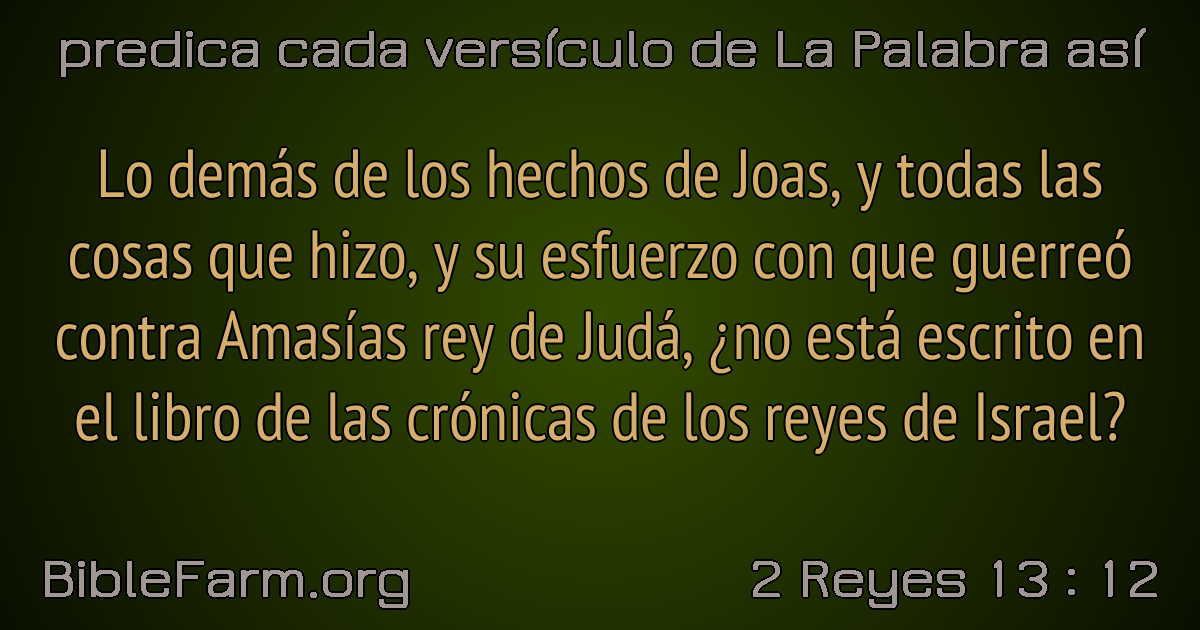 predica cada versículo de La Palabra así
Lo demás de los hechos de Joas, y todas las
cosas que hizo, y su esfuerzo con que guerreó
contra Amasías rey de Judá, ¿no está escrito en
el libro de las crónicas de los reyes de Israel?
BibleFarm.org
2 Reyes 13 : 12